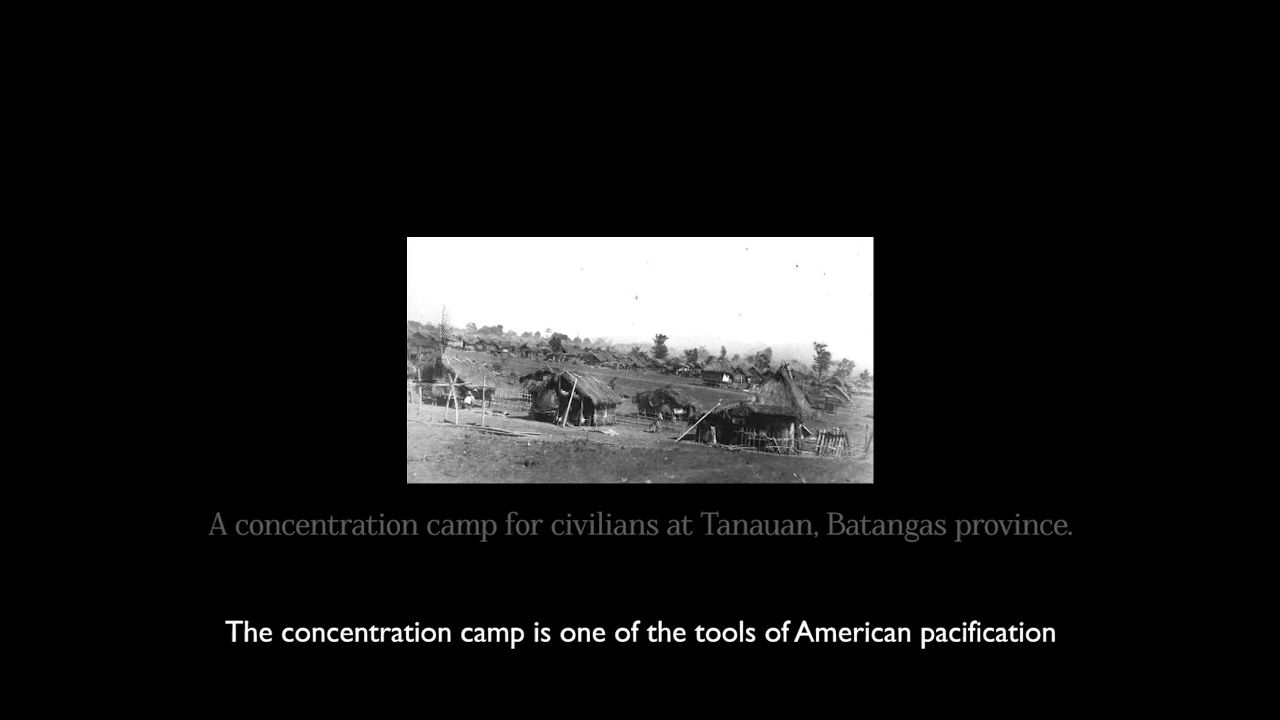 A concentration camp for civilians at Tanauan, Batangas province.
The concentration camp is one of the tools of American pacification